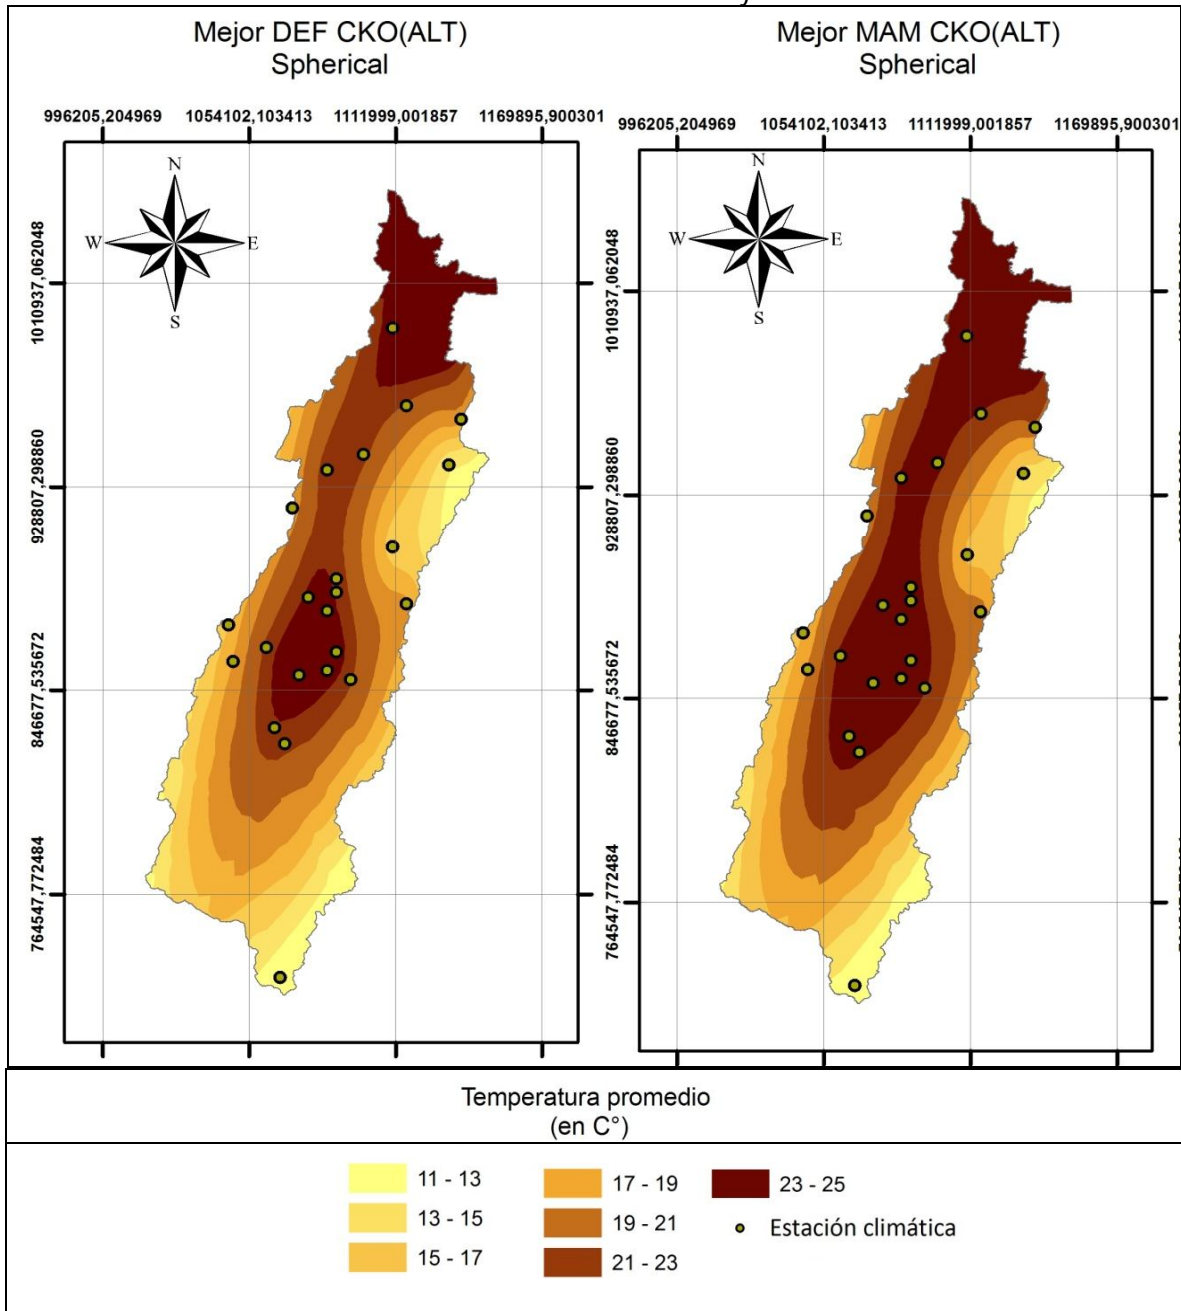 Mejor DEF CKO(ALT)
Spherical
996205,204969 1054102,103413 1111999,001857 1169895,900301
N
W E
S
1010937,062048
928807,298860
846677,535672
764547,772484
Mejor MAM CKO(ALT)
Spherical
996205,204969 1054102,103413 1111999,001857 1169895,900301
N
W E
S
1010937,062048
928807,298860
846677,535672
764547,772484
Temperatura promedio
(en C°)
11 - 13
13 - 15
15 - 17
17 - 19
19 - 21
21 - 23
23 - 25
Estación climática